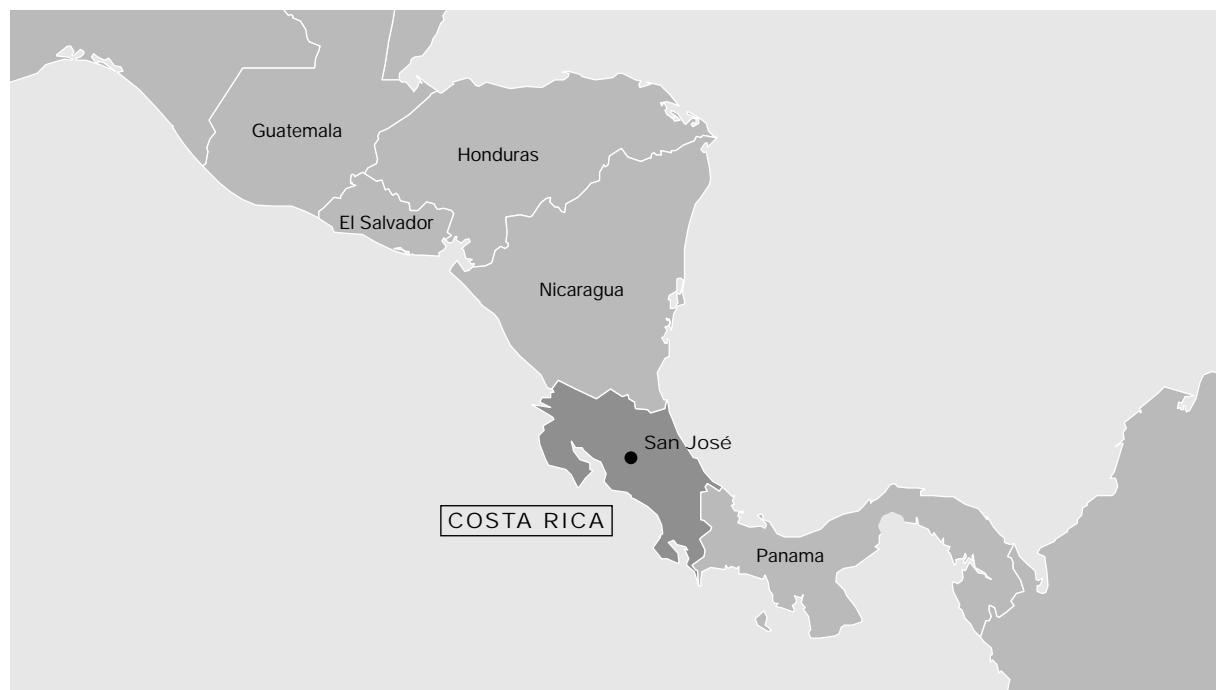 Guatemala
Honduras
El Salvador
Nicaragua
San José
COSTA RICA
Panama